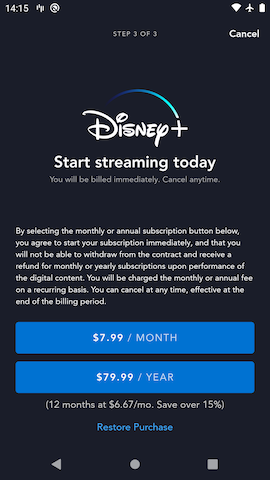 14:15
STEP 3 OF 3
Cancel
Disney+
Start streaming today
You will be billed immediately. Cancel anytime.
By selecting the monthly or annual subscription button below,
you agree to start your subscription immediately, and that you
will not be able to withdraw from the contract and receive a
refund for monthly or yearly subscriptions upon performance of
the digital content. You will be charged the monthly or annual fee
on a recurring basis. You can cancel at any time, effective at the
end of the billing period.
$7.99 / MONTH
$79.99 / YEAR
(12 months at $6.67/mo. Save over 15%)
Restore Purchase